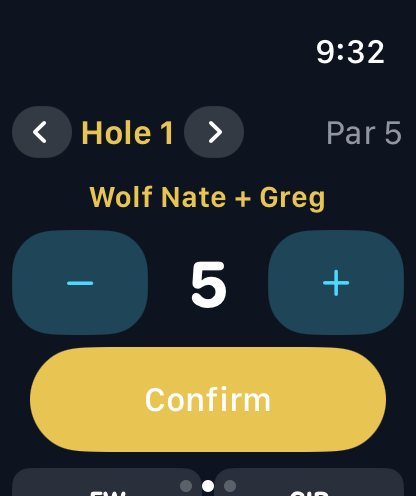 9:32
Hole 1
Par 5
Wolf Nate + Greg
− 5 +
Confirm